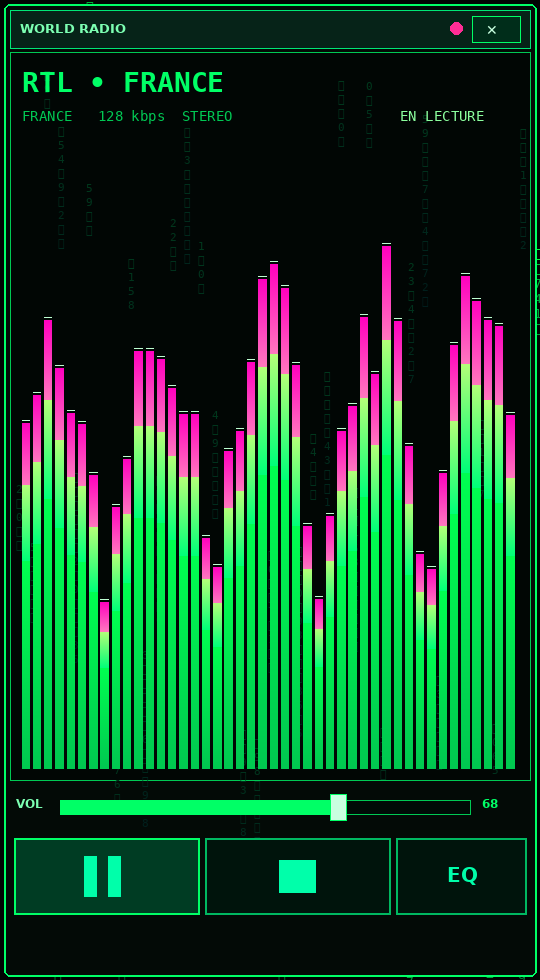 WORLD RADIO
✕
RTL • FRANCE
FRANCE 128 kbps STEREO EN LECTURE
VOL 68
EQ